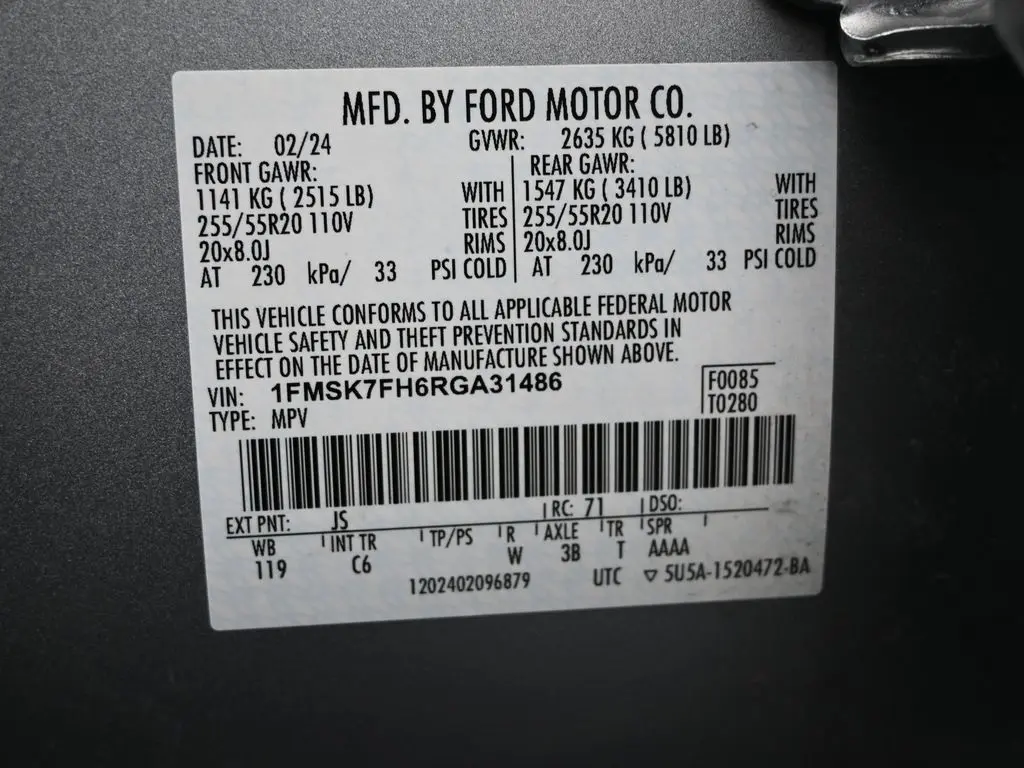 MFD. BY FORD MOTOR CO.
DATE: 02/24 GVWR: 2635 KG ( 5810 LB)
FRONT GAWR: REAR GAWR:
1141 KG ( 2515 LB) WITH 1547 KG ( 3410 LB) WITH
255/55R20 110V TIRES 255/55R20 110V TIRES
20x8.0J RIMS 20x8.0J RIMS
AT 230 kPa/ 33 PSI COLD AT 230 kPa/ 33 PSI COLD
THIS VEHICLE CONFORMS TO ALL APPLICABLE FEDERAL MOTOR
VEHICLE SAFETY AND THEFT PREVENTION STANDARDS IN
EFFECT ON THE DATE OF MANUFACTURE SHOWN ABOVE.
VIN: 1FMSK7FH6RGA31486 F0085
TYPE: MPV T0280
EXT PNT: JS RC: 71 DSO:
WB INT TR TP/PS R AXLE TR SPR
119 C6 W 3B T AAAA
1202402096879 UTC ▽ 5U5A-1520472-BA